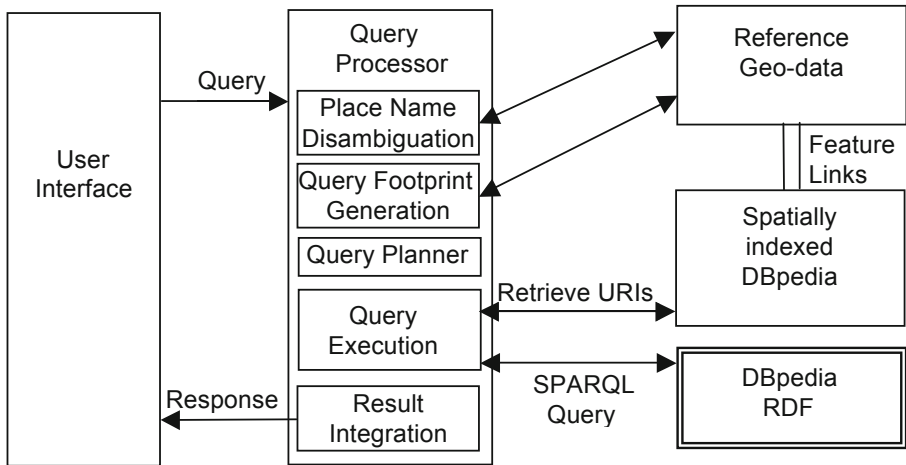 User
Interface
Query
Response
Query
Processor
Place Name
Disambiguation
Query Footprint
Generation
Query Planner
Query
Execution
Result
Integration
Retrieve URIs
SPARQL
Query
Reference
Geo-data
Feature
Links
Spatially
indexed
DBpedia
DBpedia
RDF